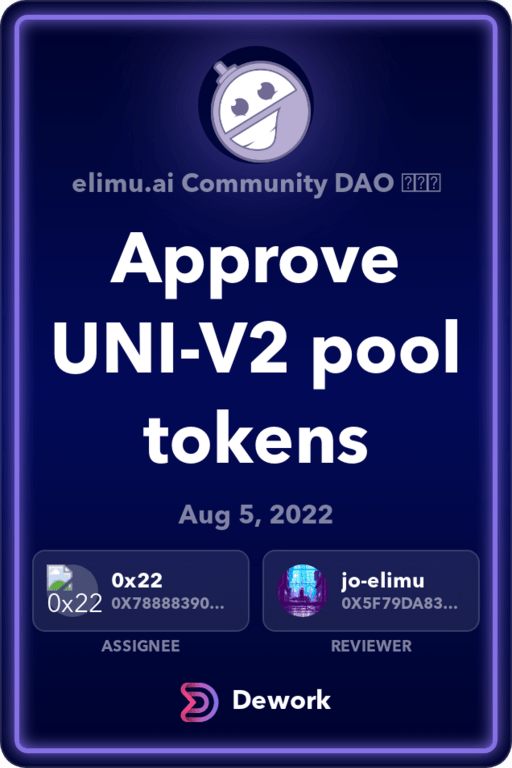 elimu.ai Community DAO
Approve
UNI-V2 pool
tokens
Aug 5, 2022
0x22
0x22
0X78888390...
jo-elimu
0X5F79DA83...
ASSIGNEE
REVIEWER
Dework